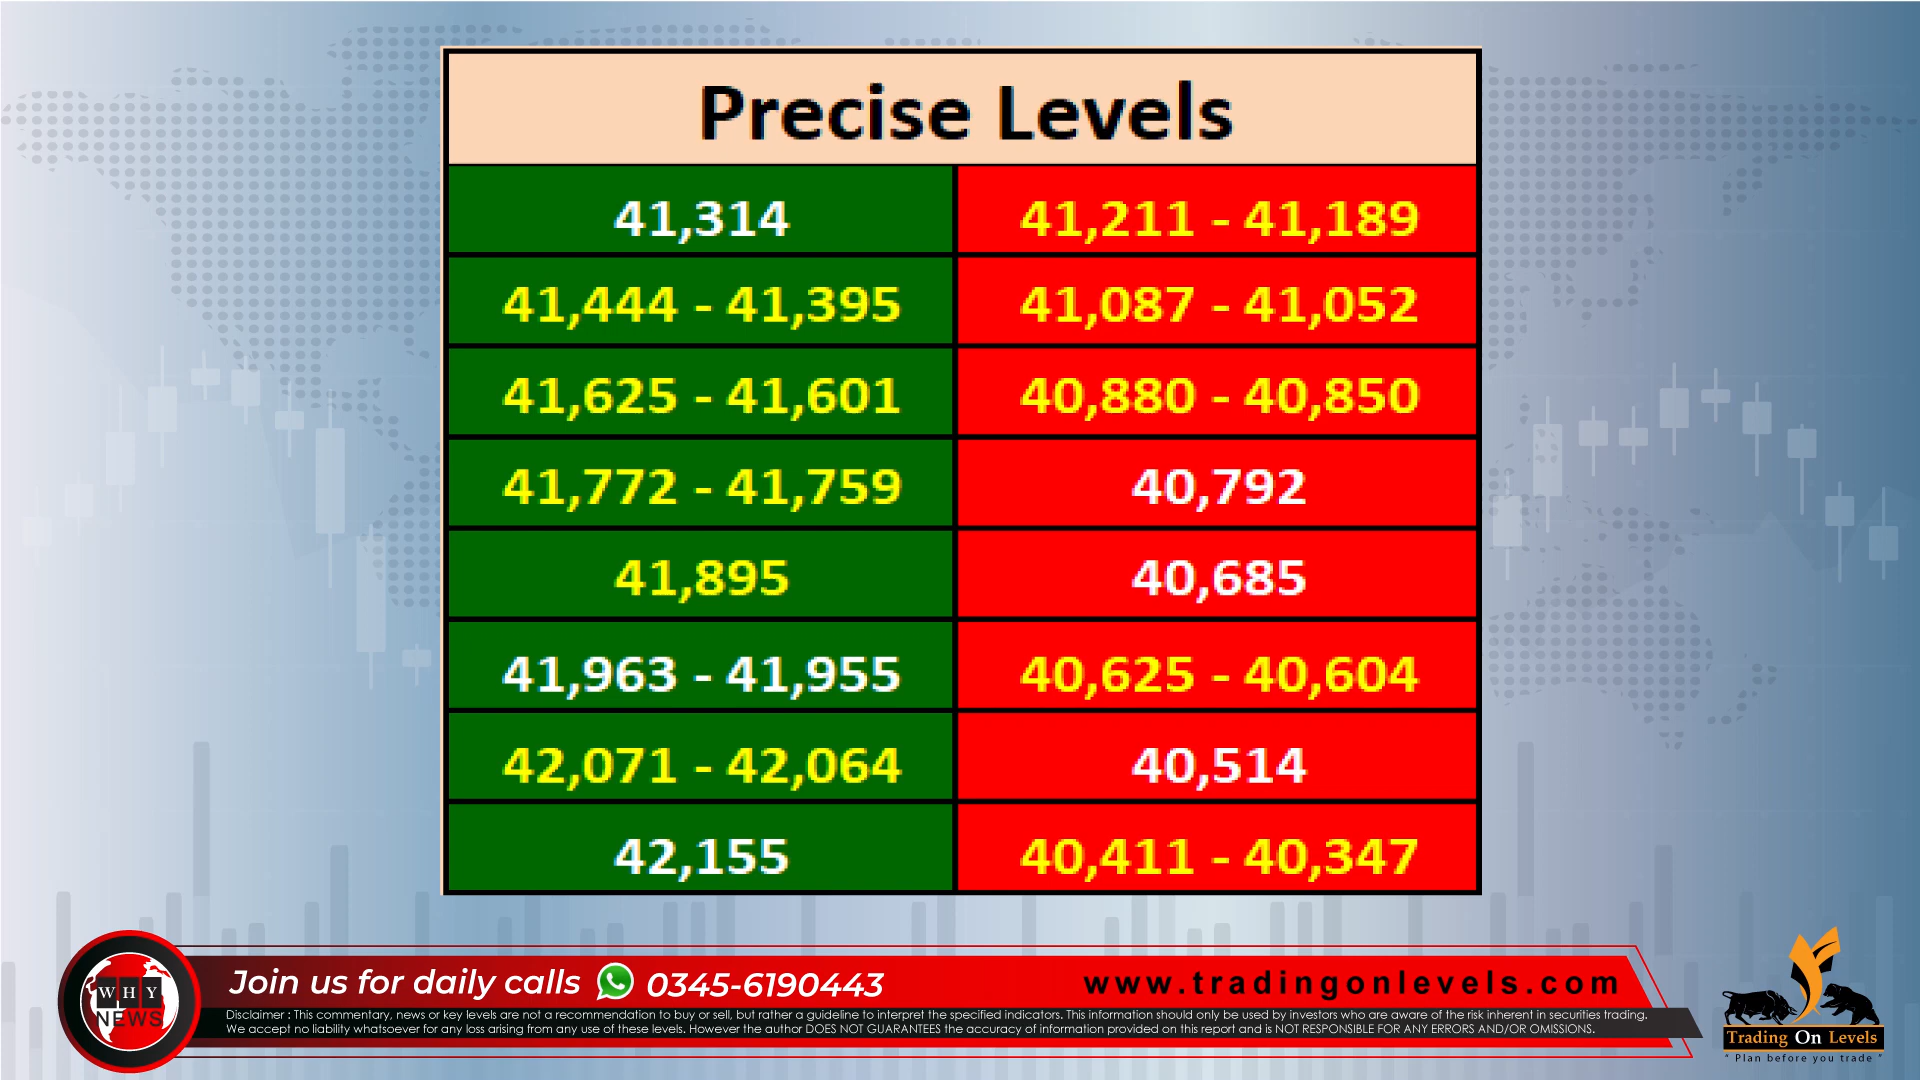 Precise Levels
41,314 41,211 - 41,189
41,444 - 41,395 41,087 - 41,052
41,625 - 41,601 40,880 - 40,850
41,772 - 41,759 40,792
41,895 40,685
41,963 - 41,955 40,625 - 40,604
42,071 - 42,064 40,514
42,155 40,411 - 40,347
WHY
NEWS
Join us for daily calls 0345-6190443 www.tradingonlevels.com
Disclaimer : This commentary, news or key levels are not a recommendation to buy or sell, but rather a guideline to interpret the specified indicators. This information should only be used by investors who are aware of the risk inherent in securities trading.
We accept no liability whatsoever for any loss arising from any use of these levels. However the author DOES NOT GUARANTEES the accuracy of information provided on this report and is NOT RESPONSIBLE FOR ANY ERRORS AND/OR OMISSIONS.
Trading On Levels
" Plan before you trade "